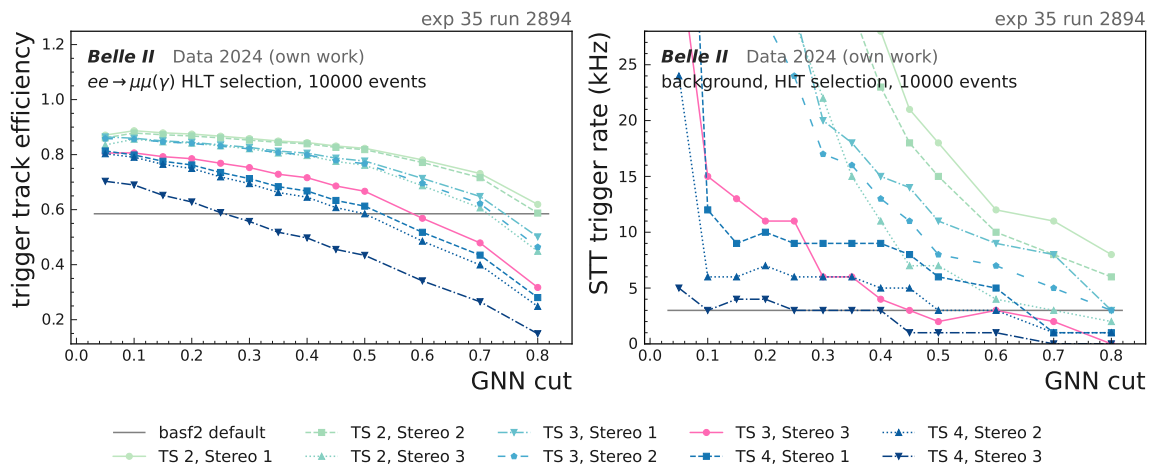 exp 35 run 2894
Belle II Data 2024 (own work)
ee → μμ(γ) HLT selection, 10000 events
trigger track efficiency
1.2
1.0
0.8
0.6
0.4
0.2
0.0 0.1 0.2 0.3 0.4 0.5 0.6 0.7 0.8
GNN cut
exp 35 run 2894
Belle II Data 2024 (own work)
background, HLT selection, 10000 events
STT trigger rate (kHz)
25
20
15
10
5
0
0.0 0.1 0.2 0.3 0.4 0.5 0.6 0.7 0.8
GNN cut
basf2 default
TS 2, Stereo 1
TS 2, Stereo 2
TS 2, Stereo 3
TS 3, Stereo 1
TS 3, Stereo 2
TS 3, Stereo 3
TS 4, Stereo 1
TS 4, Stereo 2
TS 4, Stereo 3